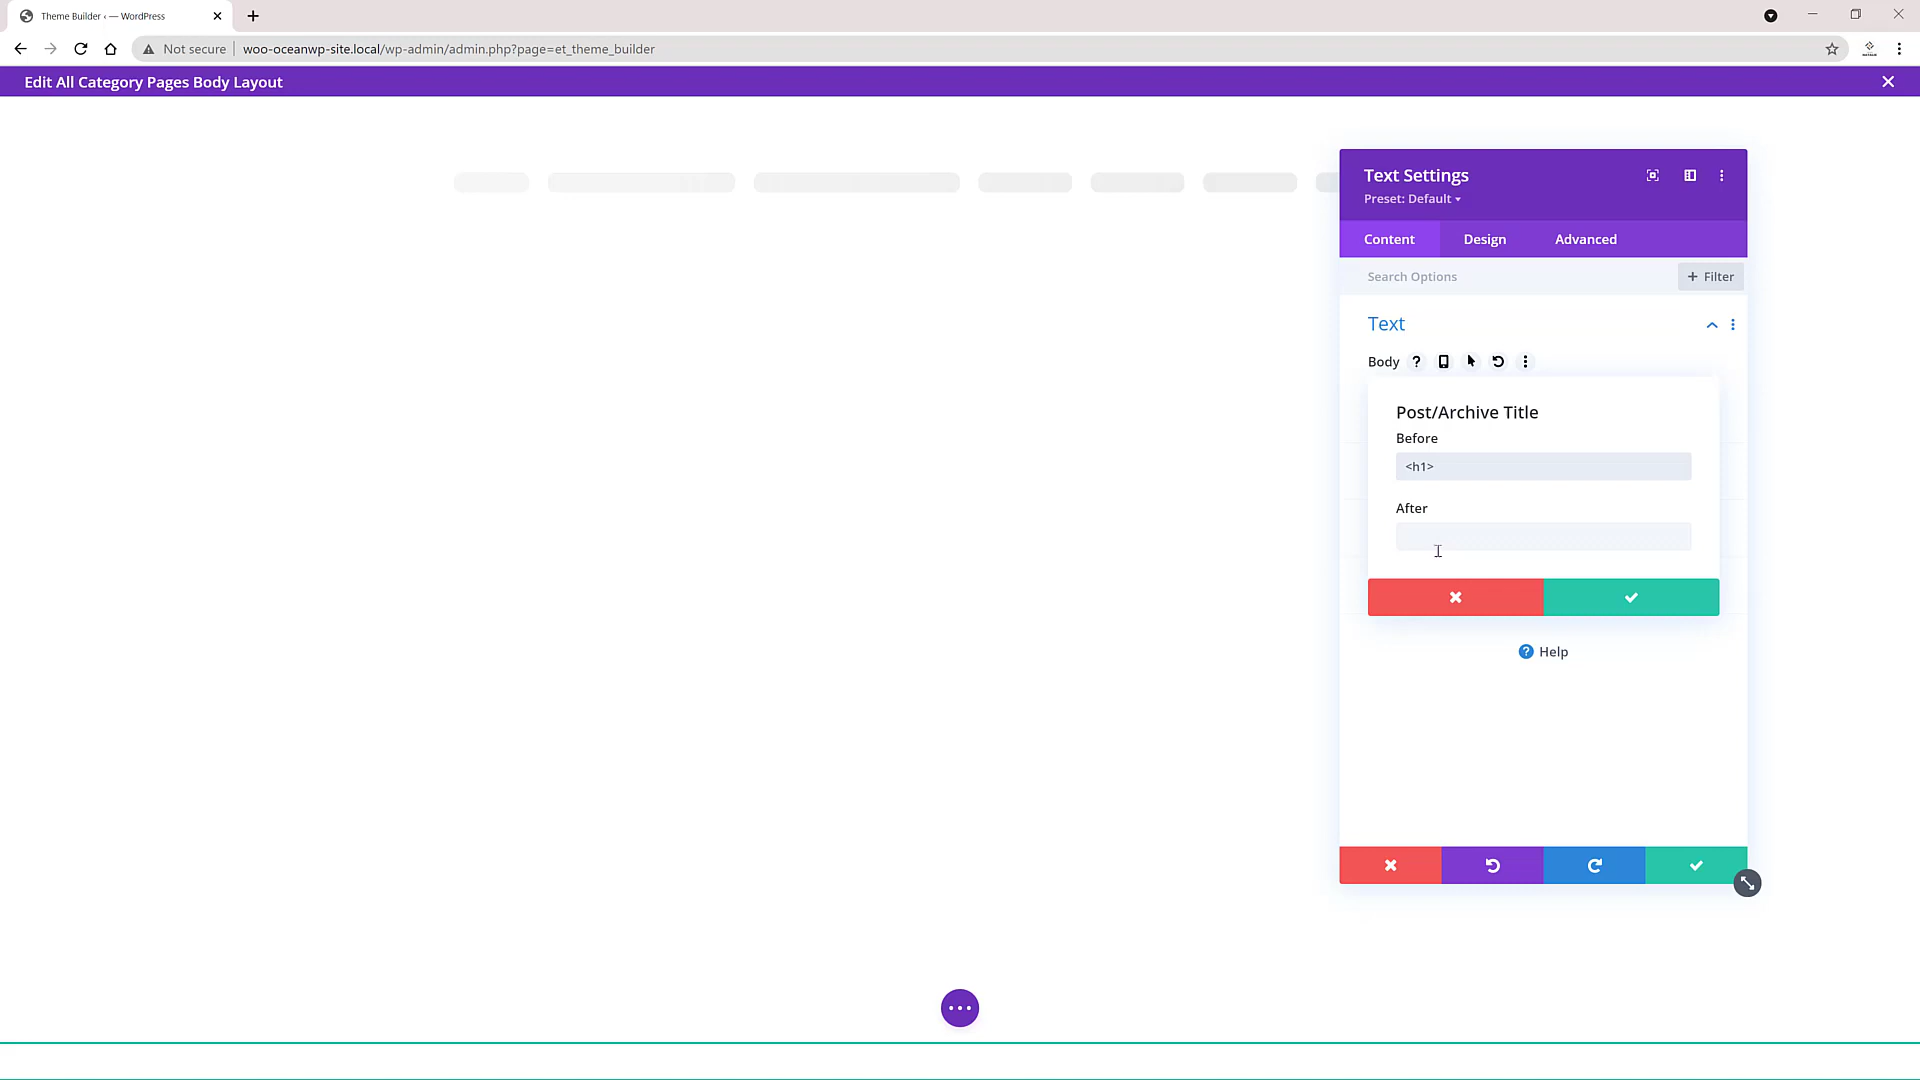 Theme Builder ‹ — WordPress
Not secure
woo-oceanwp-site.local/wp-admin/admin.php?page=et_theme_builder
Edit All Category Pages Body Layout
Text Settings
Preset: Default
Content Design Advanced
Search Options
+ Filter
Text
Body
Post/Archive Title
Before
<h1>
After
Help